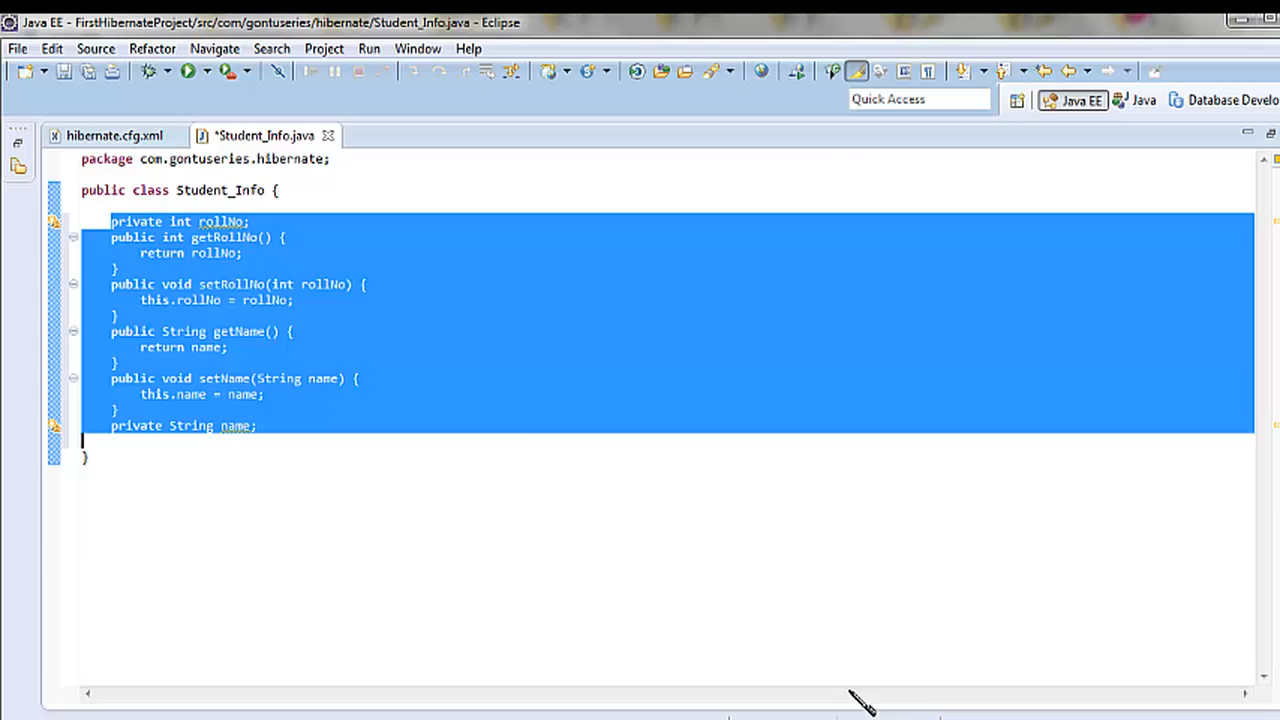 Java EE - FirstHibernateProject/src/com/gontuseries/hibernate/Student_Info.java - Eclipse
File Edit Source Refactor Navigate Search Project Run Window Help
Quick Access
Java EE
Java
Database Develo
hibernate.cfg.xml
*Student_Info.java
package com.gontuseries.hibernate;
public class Student_Info {
private int rollNo;
public int getRollNo() {
return rollNo;
}
public void setRollNo(int rollNo) {
this.rollNo = rollNo;
}
public String getName() {
return name;
}
public void setName(String name) {
this.name = name;
}
private String name;
}